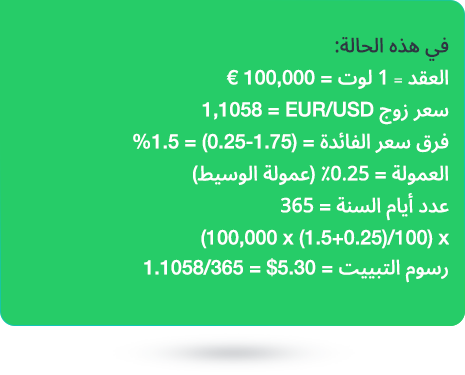 في هذه الحالة:
العقد = 1 لوت = 100,000 €
سعر زوج EUR/USD = 1,1058
فرق سعر الفائدة = (0.25-1.75) = 1.5%
العمولة = 0.25٪ (عمولة الوسيط)
عدد أيام السنة = 365
(100,000 x (1.5+0.25)/100) x
رسوم التبييت = 5.30$ = 1.1058/365